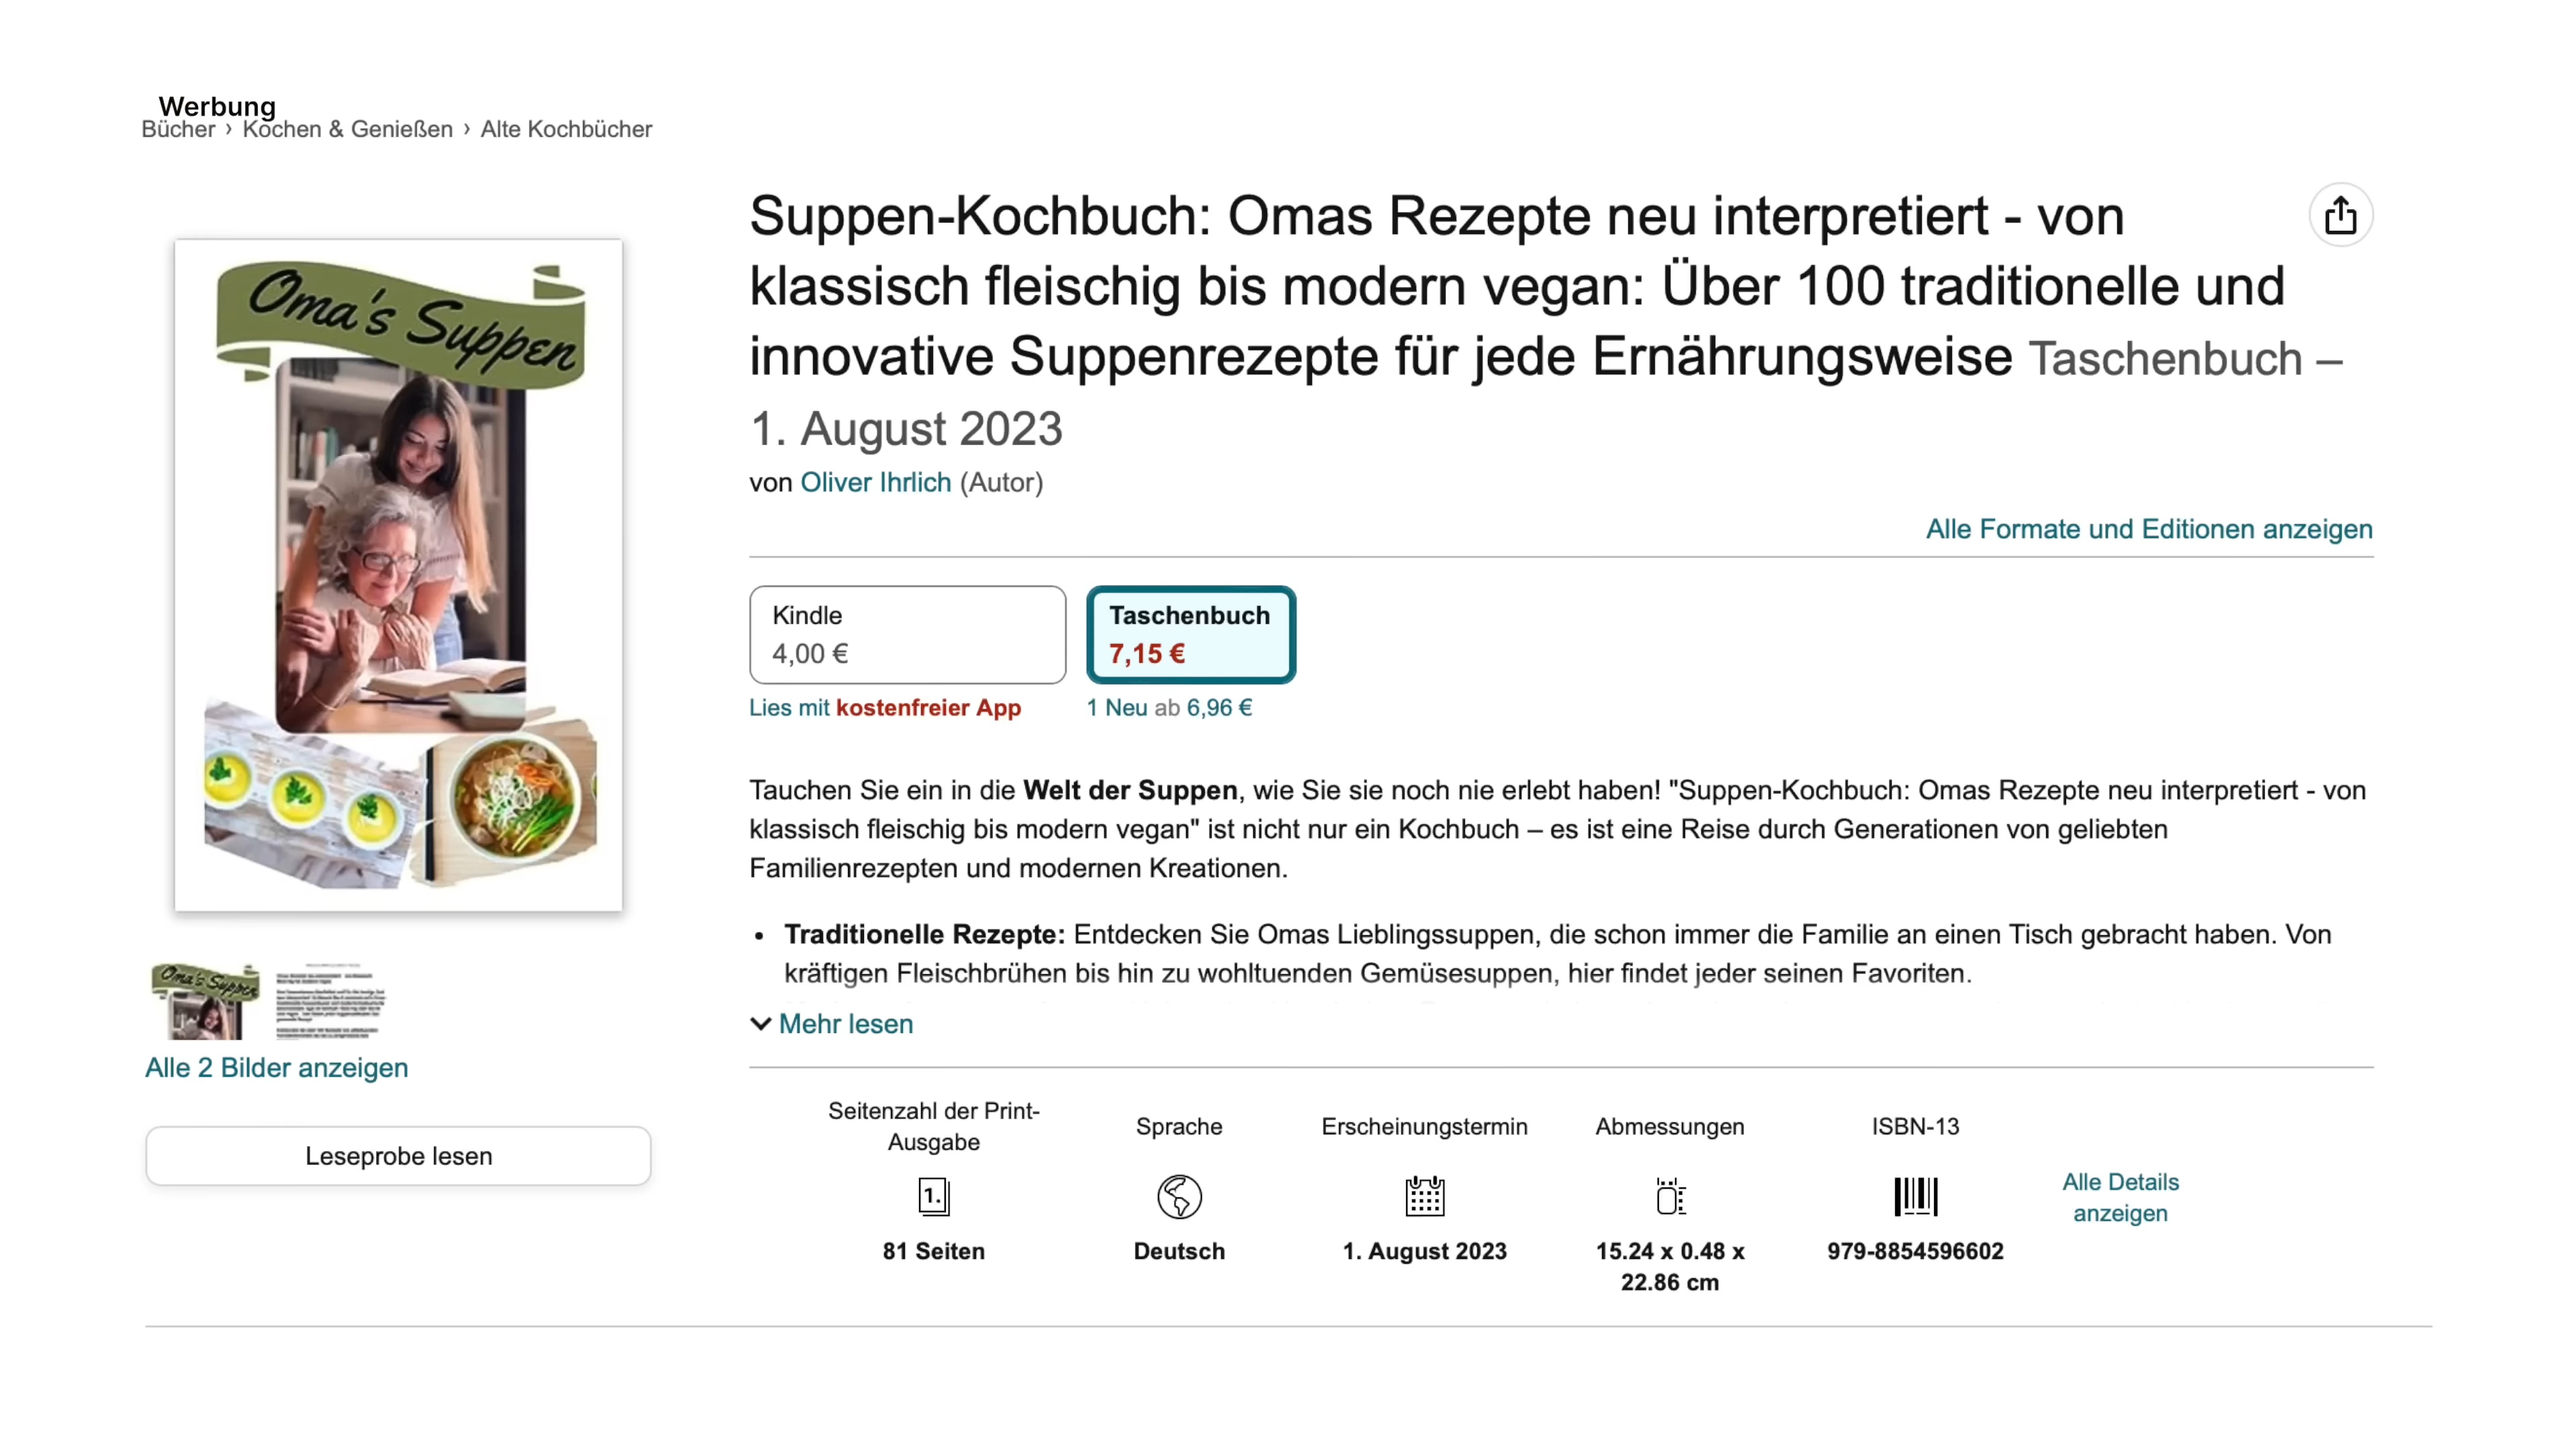 Werbung
Bücher › Kochen & Genießen › Alte Kochbücher
Suppen-Kochbuch: Omas Rezepte neu interpretiert - von
klassisch fleischig bis modern vegan: Über 100 traditionelle und
innovative Suppenrezepte für jede Ernährungsweise Taschenbuch –
1. August 2023
von Oliver Ihrlich (Autor)
Alle Formate und Editionen anzeigen
Oma's Suppen
Kindle
4,00 €
Lies mit kostenfreier App
Taschenbuch
7,15 €
1 Neu ab 6,96 €
Tauchen Sie ein in die Welt der Suppen, wie Sie sie noch nie erlebt haben! "Suppen-Kochbuch: Omas Rezepte neu interpretiert - von
klassisch fleischig bis modern vegan" ist nicht nur ein Kochbuch – es ist eine Reise durch Generationen von geliebten
Familienrezepten und modernen Kreationen.
• Traditionelle Rezepte: Entdecken Sie Omas Lieblingssuppen, die schon immer die Familie an einen Tisch gebracht haben. Von
kräftigen Fleischbrühen bis hin zu wohltuenden Gemüsesuppen, hier findet jeder seinen Favoriten.
Mehr lesen
Oma's Suppen
Alle 2 Bilder anzeigen
Leseprobe lesen
Seitenzahl der Print-
Ausgabe
1.
81 Seiten
Sprache
Deutsch
Erscheinungstermin
1. August 2023
Abmessungen
15.24 x 0.48 x
22.86 cm
ISBN-13
979-8854596602
Alle Details
anzeigen